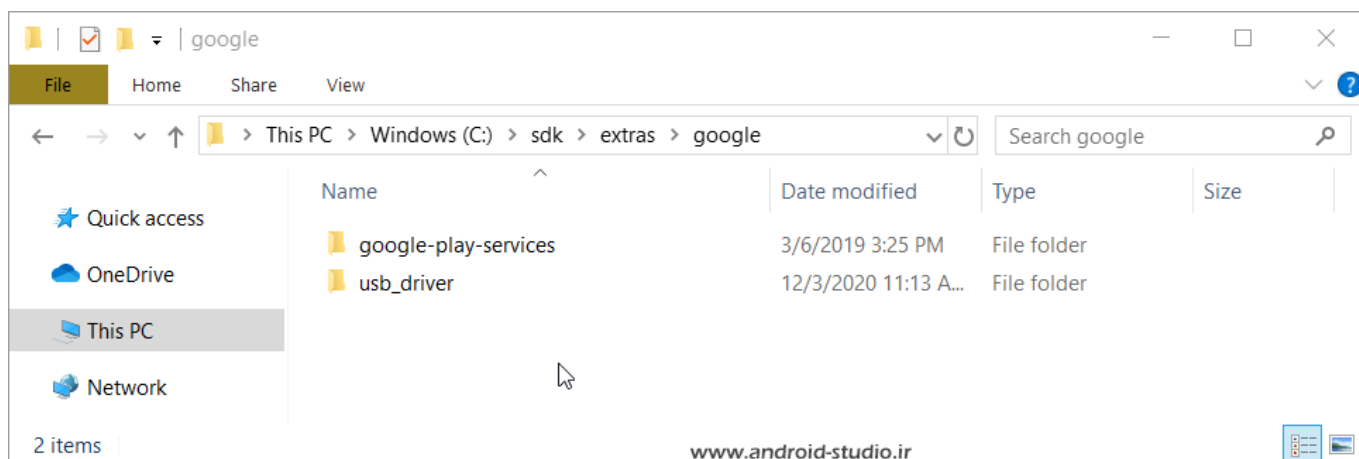 google
File Home Share View
This PC > Windows (C:) > sdk > extras > google
Search google
Name Date modified Type Size
Quick access
OneDrive
This PC
Network
google-play-services 3/6/2019 3:25 PM File folder
usb_driver 12/3/2020 11:13 A... File folder
2 items
www.android-studio.ir